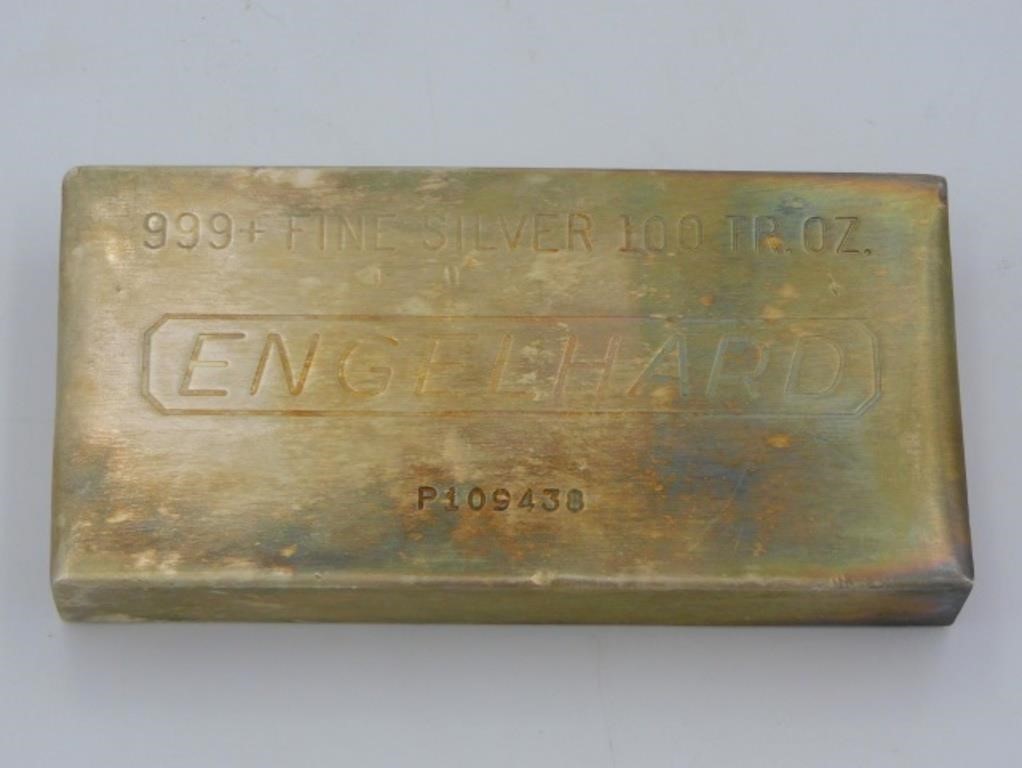 999+ FINE SILVER 100 TR. OZ.
ENGELHARD
P109438